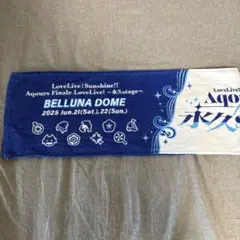 LoveLive! Sunshine!!
Aqours Finale LoveLive! ~永久stage~
BELLUNA DOME
2025 Jun.21(Sat.), 22(Sun.)
LoveLive!
Aqo
永久